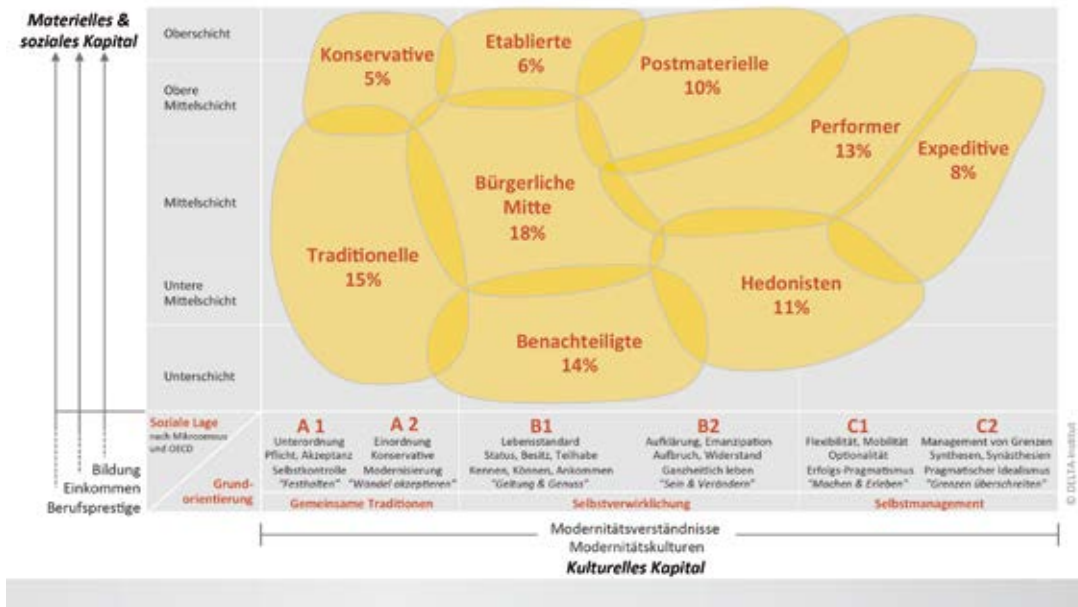 Materielles &
soziales Kapital
Oberschicht
Obere
Mittelschicht
Mittelschicht
Untere
Mittelschicht
Unterschicht
Konservative
5%
Etablierte
6%
Postmaterielle
10%
Performer
13%
Expeditive
8%
Bürgerliche
Mitte
18%
Traditionelle
15%
Hedonisten
11%
Benachteiligte
14%
Soziale Lage
nach Mikrozensus
und OECD
Grund-
orientierung
Bildung
Einkommen
Berufsprestige
A 1
Unterordnung
Pflicht, Akzeptanz
Selbstkontrolle
"Festhalten"
A 2
Einordnung
Konservative
Modernisierung
"Wandel akzeptieren"
B1
Lebensstandard
Status, Besitz, Teilhabe
Kennen, Können, Ankommen
"Geltung & Genuss"
B2
Aufklärung, Emanzipation
Aufbruch, Widerstand
Ganzheitlich leben
"Sein & Verändern"
C1
Flexibilität, Mobilität
Optionalität
Erfolgs-Pragmatismus
"Machen & Erleben"
C2
Management von Grenzen
Synthesen, Synästhesien
Pragmatischer Idealismus
"Grenzen überschreiten"
Gemeinsame Traditionen
Selbstverwirklichung
Selbstmanagement
Modernitätsverständnisse
Modernitätskulturen
Kulturelles Kapital
© DELTA-Institut